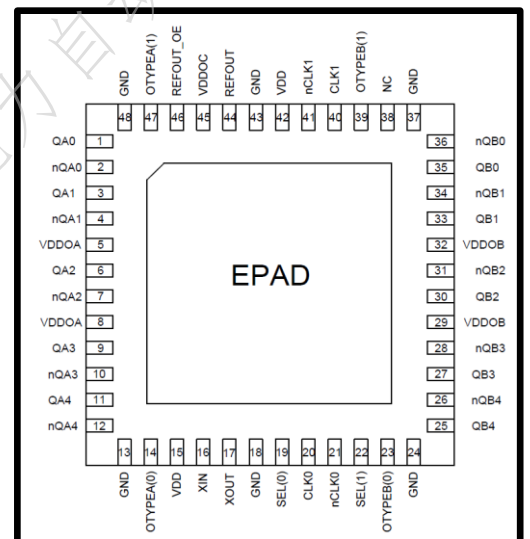 GND
OTYPEA(1)
REFOUT_OE
VDDOC
REFOUT
GND
VDD
nCLK1
CLK1
OTYPEB(1)
NC
GND
48 47 46 45 44 43 42 41 40 39 38 37
QA0 1 36 nQB0
nQA0 2 35 QB0
QA1 3 34 nQB1
nQA1 4 33 QB1
VDDOA 5 32 VDDOB
QA2 6 31 nQB2
nQA2 7 30 QB2
VDDOA 8 29 VDDOB
QA3 9 28 nQB3
nQA3 10 27 QB3
QA4 11 26 nQB4
nQA4 12 25 QB4
EPAD
13 14 15 16 17 18 19 20 21 22 23 24
GND
OTYPEA(0)
VDD
XIN
XOUT
GND
SEL(0)
CLK0
nCLK0
SEL(1)
OTYPEB(0)
GND